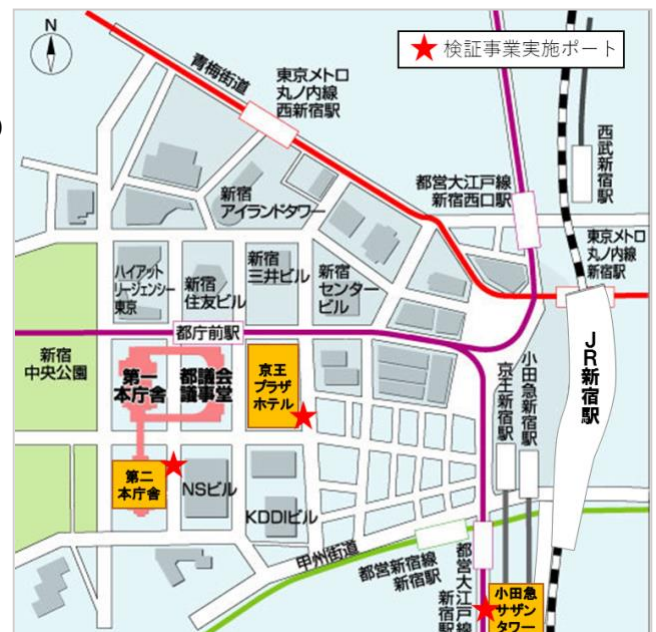 N
★検証事業実施ポート
青梅街道
東京メトロ
丸ノ内線
西新宿駅
西武新宿駅
都営大江戸線
新宿西口駅
新宿
アイランドタワー
東京メトロ
丸ノ内線
新宿駅
ハイアット
リージェンシー
東京
新宿
住友ビル
新宿
三井ビル
新宿
センター
ビル
都庁前駅
新宿
中央公園
第一
本庁舎
都議会
議事堂
京王
プラザ
ホテル
京王新宿駅
小田急新宿駅
JR新宿駅
第二
本庁舎
NSビル
KDDIビル
甲州街道
都営新宿線
新宿駅
都営大江戸線
新宿駅
小田急
サザン
タワー